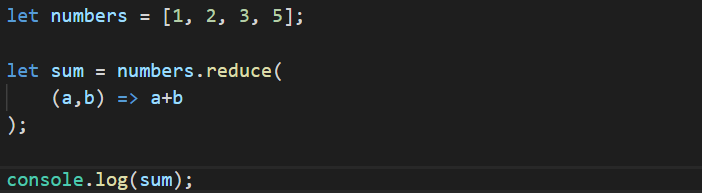 let numbers = [1, 2, 3, 5];
let sum = numbers.reduce(
    (a,b) => a+b
);
console.log(sum);